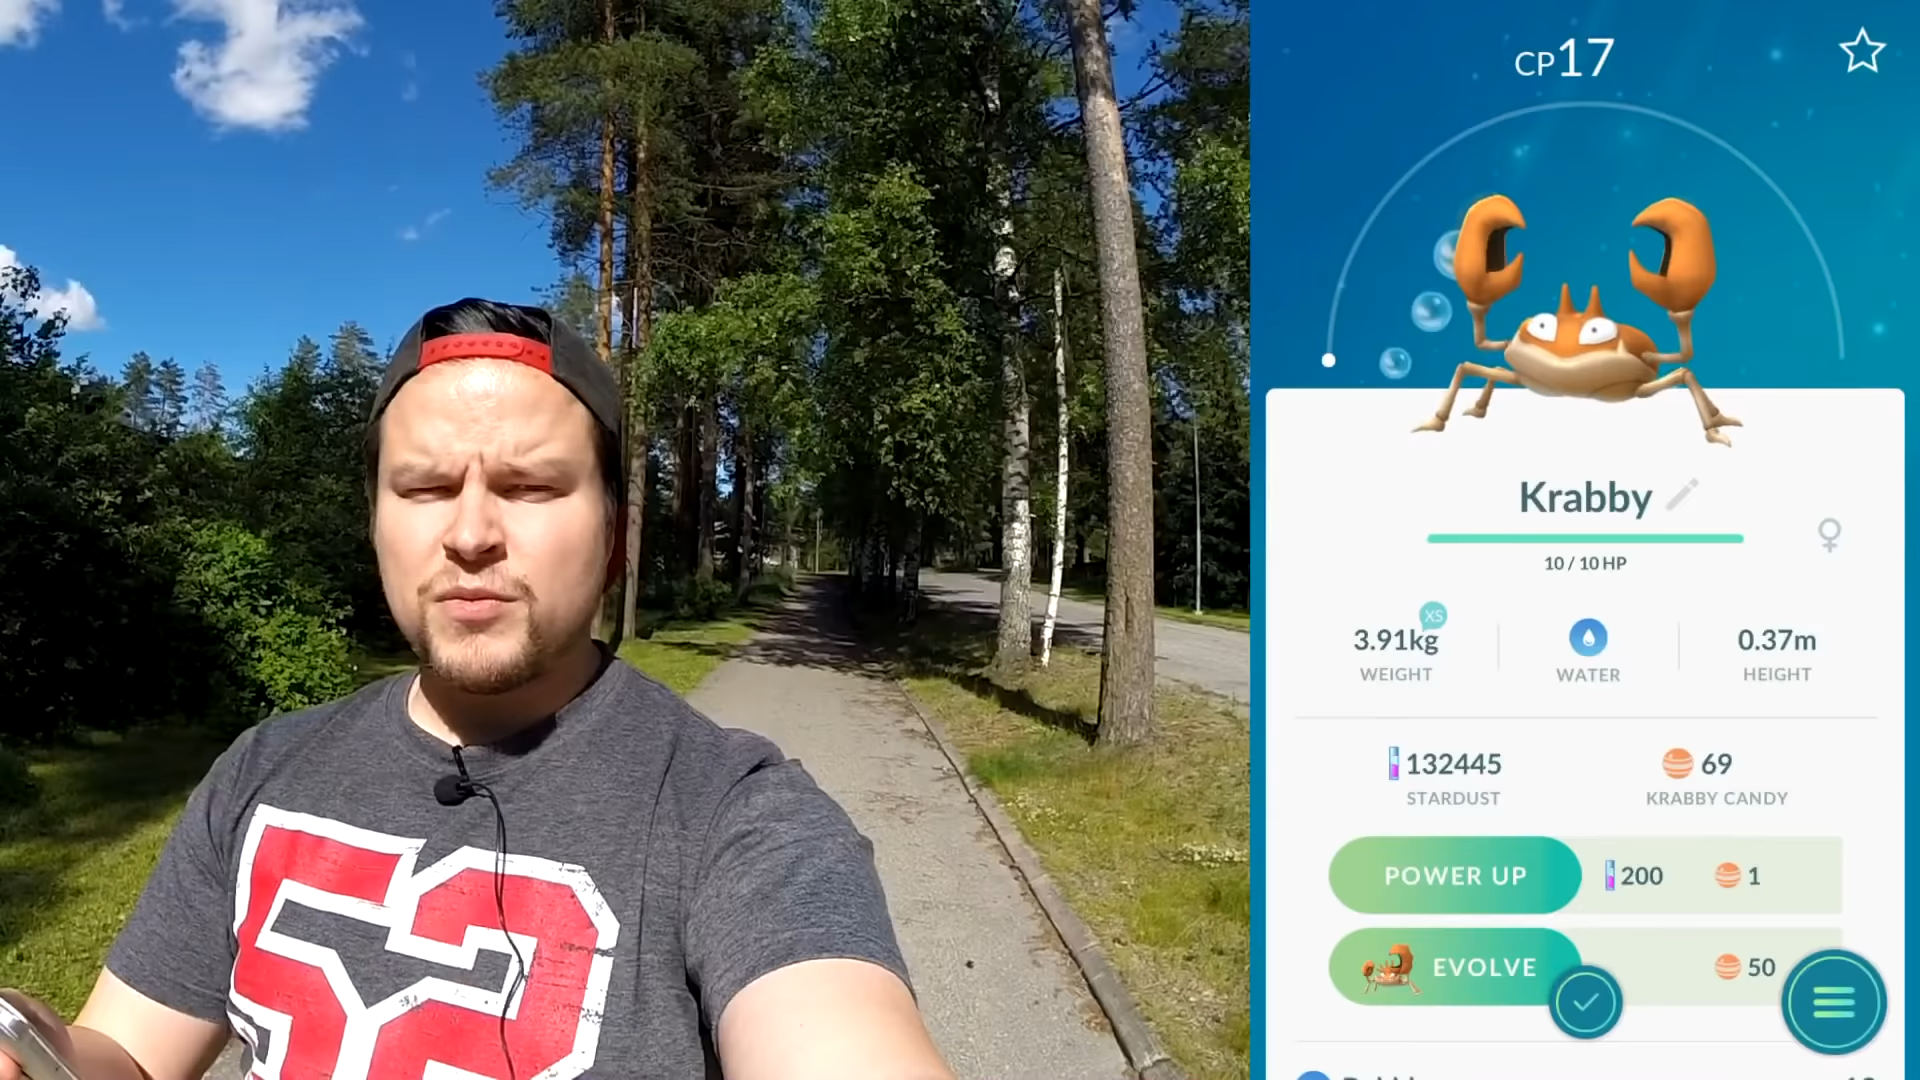 52
CP17
Krabby
10 / 10 HP
XS
3.91kg
WEIGHT
WATER
0.37m
HEIGHT
132445
STARDUST
69
KRABBY CANDY
POWER UP
200
1
EVOLVE
50